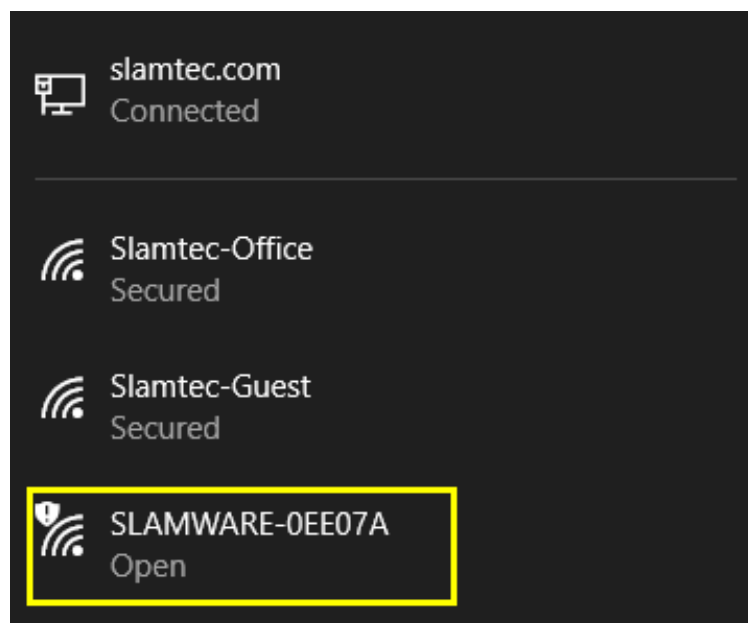 slamtec.com
Connected
Slamtec-Office
Secured
Slamtec-Guest
Secured
SLAMWARE-0EE07A
Open